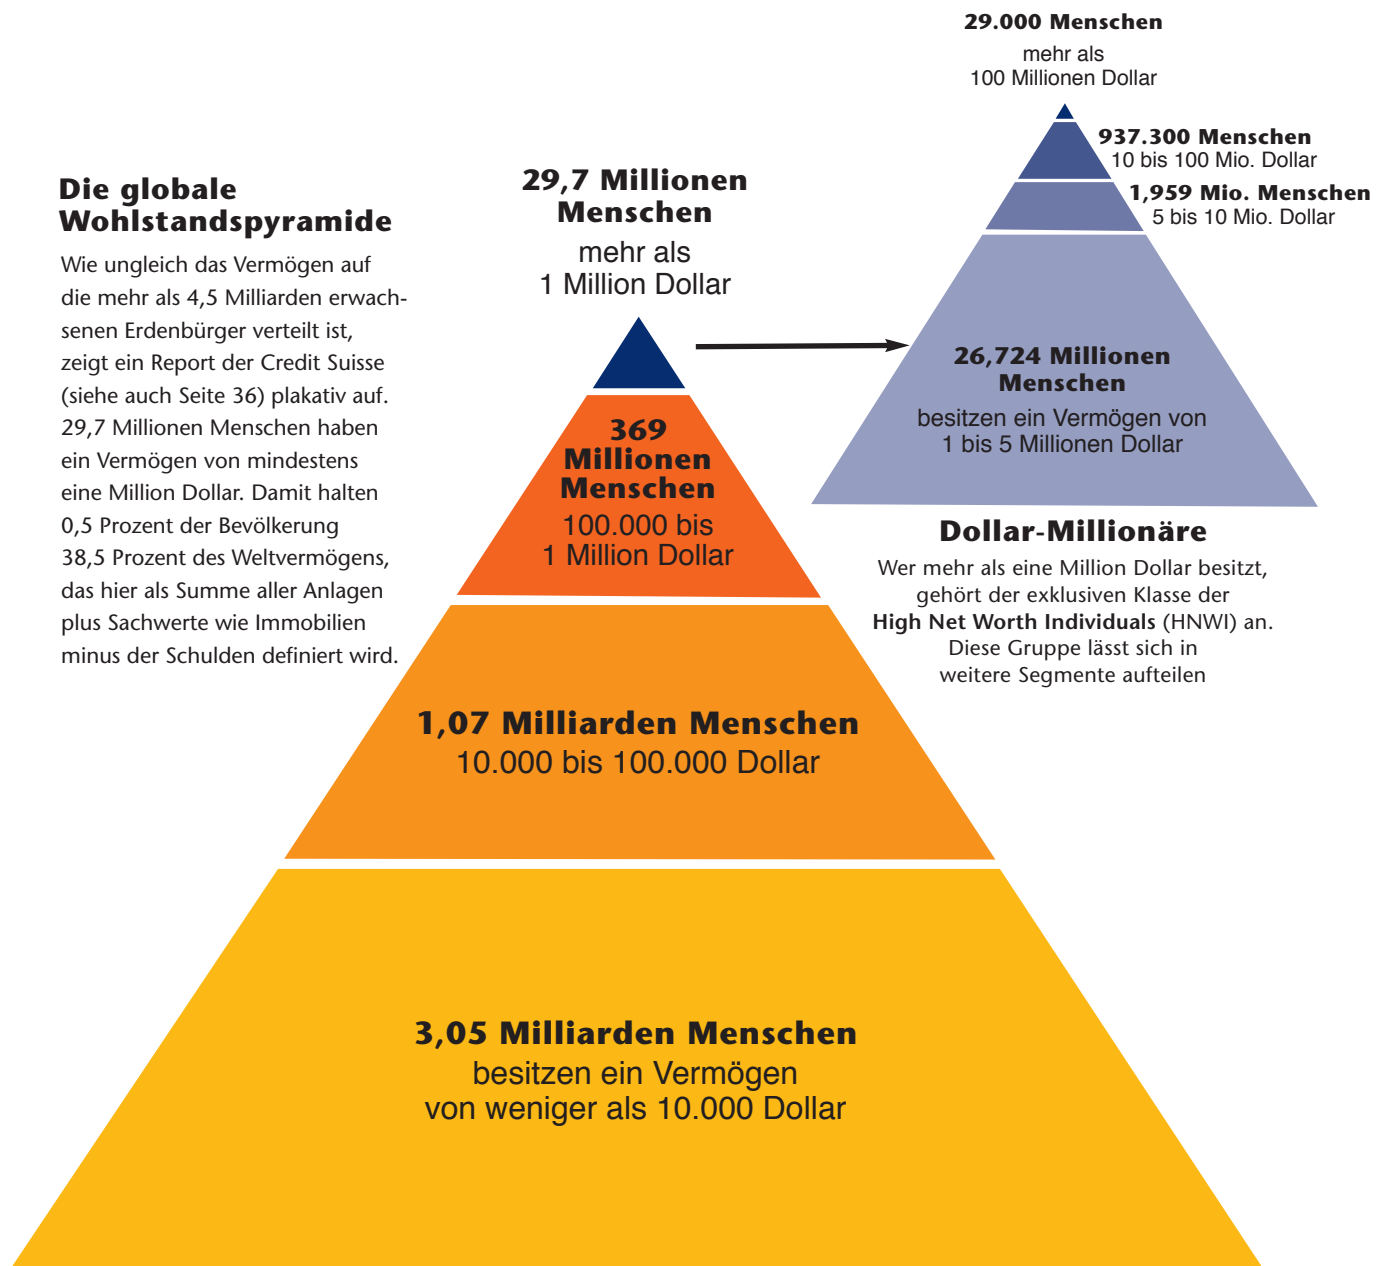 Die globale
Wohlstandspyramide
Wie ungleich das Vermögen auf
die mehr als 4,5 Milliarden erwach-
senen Erdenbürger verteilt ist,
zeigt ein Report der Credit Suisse
(siehe auch Seite 36) plakativ auf.
29,7 Millionen Menschen haben
ein Vermögen von mindestens
eine Million Dollar. Damit halten
0,5 Prozent der Bevölkerung
38,5 Prozent des Weltvermögens,
das hier als Summe aller Anlagen
plus Sachwerte wie Immobilien
minus der Schulden definiert wird.
29,7 Millionen
Menschen
mehr als
1 Million Dollar
369
Millionen
Menschen
100.000 bis
1 Million Dollar
1,07 Milliarden Menschen
10.000 bis 100.000 Dollar
3,05 Milliarden Menschen
besitzen ein Vermögen
von weniger als 10.000 Dollar
29.000 Menschen
mehr als
100 Millionen Dollar
937.300 Menschen
10 bis 100 Mio. Dollar
1,959 Mio. Menschen
5 bis 10 Mio. Dollar
26,724 Millionen
Menschen
besitzen ein Vermögen von
1 bis 5 Millionen Dollar
Dollar-Millionäre
Wer mehr als eine Million Dollar besitzt,
gehört der exklusiven Klasse der
High Net Worth Individuals (HNWI) an.
Diese Gruppe lässt sich in
weitere Segmente aufteilen